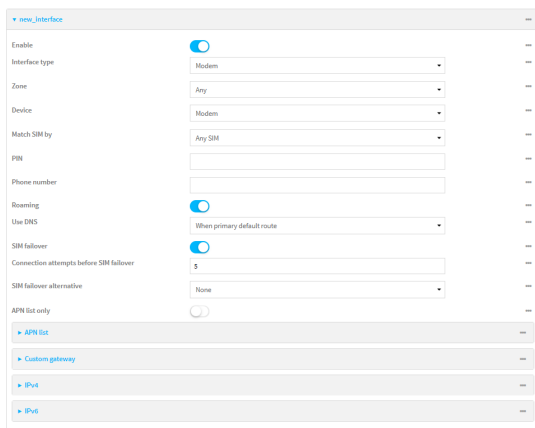 ▾ new_interface
Enable
Interface type Modem
Zone Any
Device Modem
Match SIM by Any SIM
PIN
Phone number
Roaming
Use DNS When primary default route
SIM failover
Connection attempts before SIM failover 5
SIM failover alternative None
APN list only
▸ APN list
▸ Custom gateway
▸ IPv4
▸ IPv6